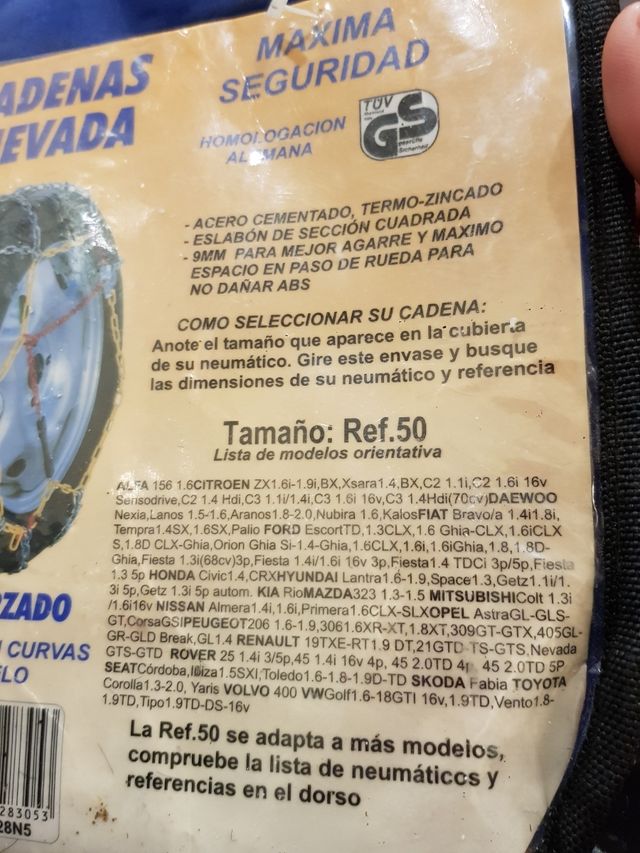 ADENAS
EVADA
MAXIMA
SEGURIDAD
HOMOLOGACION
ALEMANA
TÜV
GS
geprüfte
Sicherheit
- ACERO CEMENTADO, TERMO-ZINCADO
- ESLABÓN DE SECCIÓN CUADRADA
- 9MM PARA MEJOR AGARRE Y MAXIMO
ESPACIO EN PASO DE RUEDA PARA
NO DAÑAR ABS
COMO SELECCIONAR SU CADENA:
Anote el tamaño que aparece en la cubierta
de su neumático. Gire este envase y busque
las dimensiones de su neumático y referencia
Tamaño: Ref.50
Lista de modelos orientativa
ALFA 156 1.6CITROEN ZX1.6i-1.9i,BX,Xsara1.4,BX,C2 1.1i,C2 1.6i 16v
Sensodrive,C2 1.4 Hdi,C3 1.1i/1.4i,C3 1.6i 16v,C3 1.4Hdi(70cv)DAEWOO
Nexia,Lanos 1.5-1.6,Aranos1.8-2.0,Nubira 1.6,KalosFIAT Bravo/a 1.4i1.8i,
Tempra1.4SX,1.6SX,Palio FORD EscortTD,1.3CLX,1.6 Ghia-CLX,1.6iCLX
S,1.8D CLX-Ghia,Orion Ghia Si-1.4-Ghia,1.6CLX,1.6i,1.6iGhia,1.8,1.8D-
Ghia,Fiesta 1.3i(68cv)3p,Fiesta 1.4i/1.6i 16v 3p,Fiesta1.4 TDCi 3p/5p,Fiesta
1.3 5p HONDA Civic1.4,CRXHYUNDAI Lantra1.6-1.9,Space1.3,Getz1.1i/1.
3i 5p,Getz 1.3i 5p autom. KIA RioMAZDA323 1.3-1.5 MITSUBISHIColt 1.3i
/1.6i16v NISSAN Almera1.4i,1.6i,Primera1.6CLX-SLXOPEL AstraGL-GLS-
GT,CorsaGSIPEUGEOT206 1.6-1.9,3061.6XR-XT,1.8XT,309GT-GTX,405GL-
GR-GLD Break,GL1.4 RENAULT 19TXE-RT1.9 DT,21GTD TS-GTS,Nevada
GTS-GTD ROVER 25 1.4i 3/5p,45 1.4i 16v 4p, 45 2.0TD 4p 45 2.0TD 5P
SEATCórdoba,Ibiza1.5SXI,Toledo1.6-1.8-1.9D-TD SKODA Fabia TOYOTA
Corolla1.3-2.0, Yaris VOLVO 400 VWGolf1.6-18GTI 16v,1.9TD,Vento1.8-
1.9TD,Tipo1.9TD-DS-16v
La Ref.50 se adapta a más modelos,
compruebe la lista de neumáticos y
referencias en el dorso
RZADO
CURVAS
ELO
283053
28N5